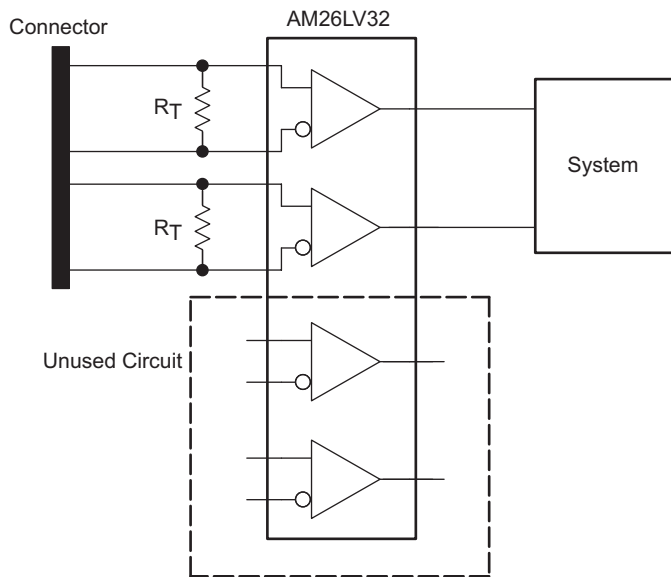 AM26LV32
Connector
RT
System
RT
Unused Circuit